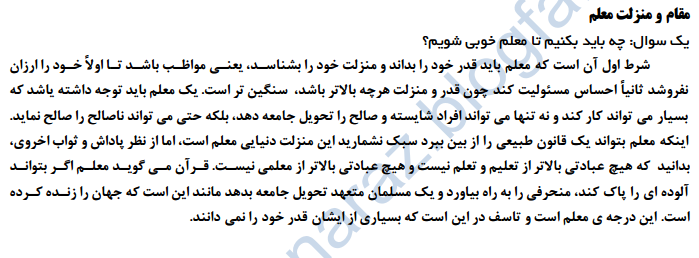 مقام و منزلت معلم
یک سوال: چه باید بکنیم تا معلم خوبی شویم؟
شرط اول آن است که معلم باید قدر خود را بداند و منزلت خود را بشناسد، یعنی مواظب باشد تا اولاً خود را ارزان
نفروشد ثانیاً احساس مسئولیت کند چون قدر و منزلت هرچه بالاتر باشد، سنگین تر است. یک معلم باید توجه داشته یاشد که
بسیار می تواند کار کند و نه تنها می تواند افراد شایسته و صالح را تحویل جامعه دهد، بلکه حتی می تواند ناصالح را صالح نماید.
اینکه معلم بتواند یک قانون طبیعی را از بین ببرد سبک نشمارید این منزلت دنیایی معلم است، اما از نظر پاداش و ثواب اخروی،
بدانید که هیچ عبادتی بالاتر از تعلیم و تعلم نیست و هیچ عبادتی بالاتر از معلمی نیست. قرآن می گوید معلم اگر بتواند
آلوده ای را پاک کند، منحرفی را به راه بیاورد و یک مسلمان متعهد تحویل جامعه بدهد مانند این است که جهان را زنده کرده
است. این درجه ی معلم است و تاسف در این است که بسیاری از ایشان قدر خود را نمی دانند.
naraz.blogfa